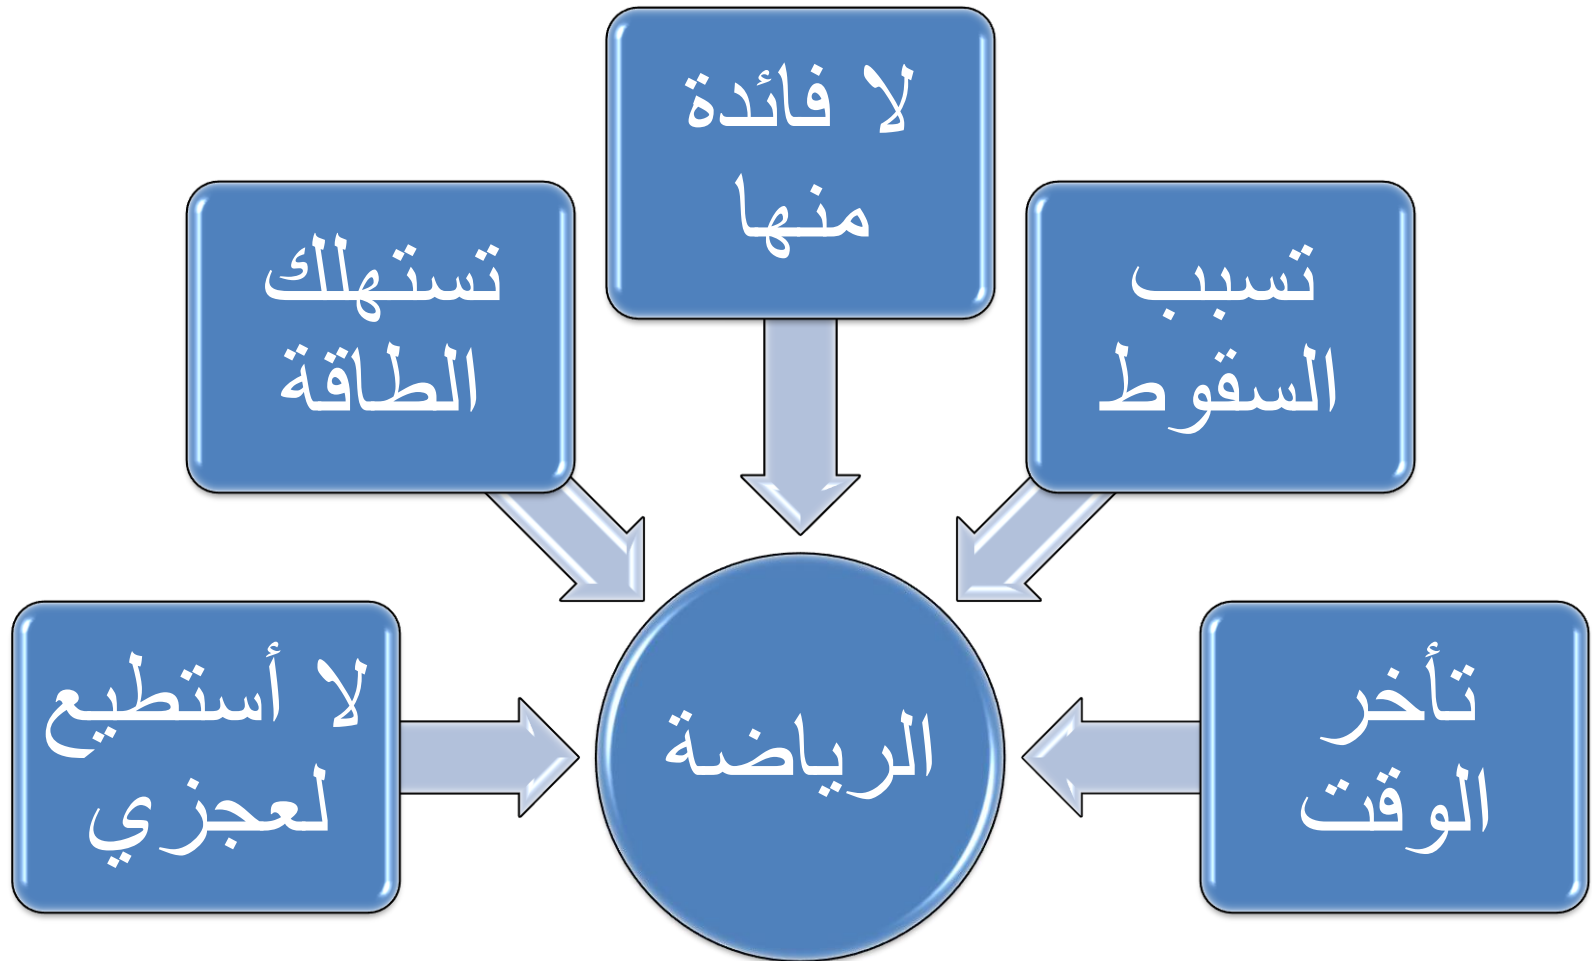 لا فائدة
منها
تسبب
السقوط
تستهلك
الطاقة
تأخر
الوقت
الرياضة
لا أستطيع
لعجزي